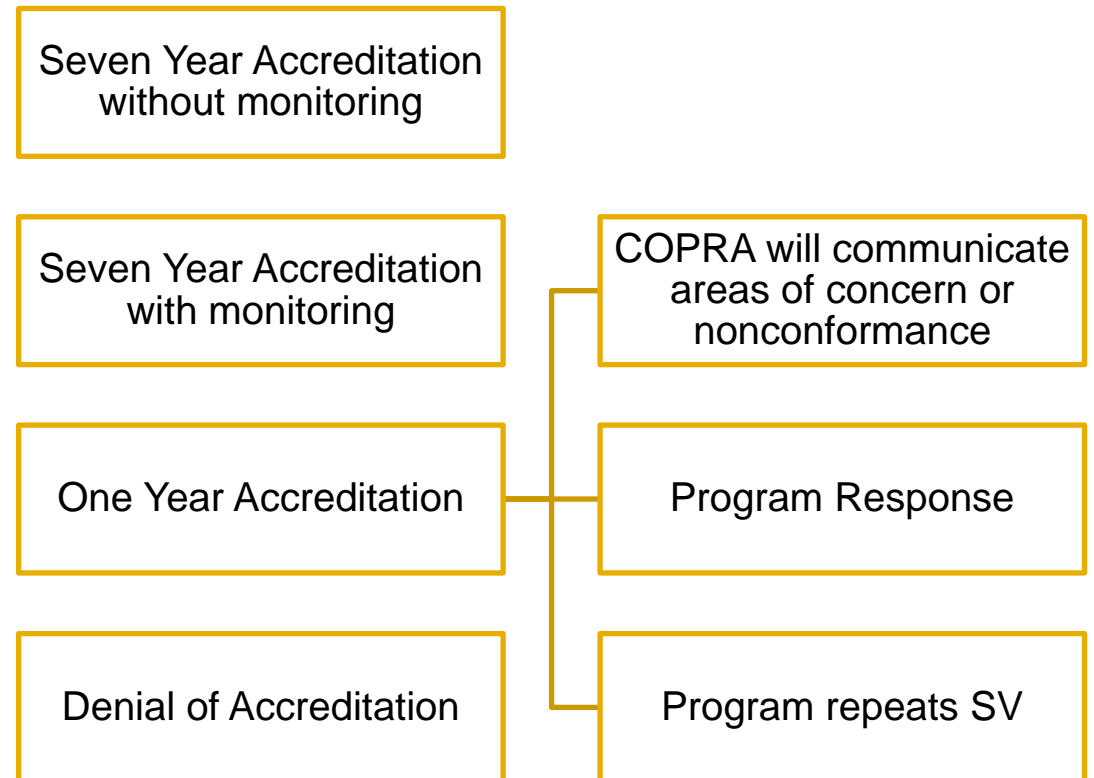 Seven Year Accreditation
without monitoring
Seven Year Accreditation
with monitoring
COPRA will communicate
areas of concern or
nonconformance
One Year Accreditation
Program Response
Denial of Accreditation
Program repeats SV